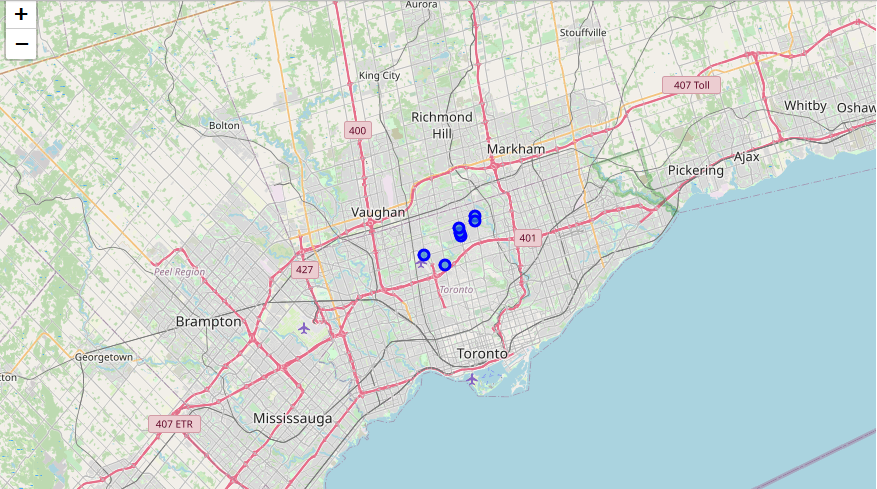 +
−
Aurora
Stouffville
King City
407 Toll
Whitby
Oshaw
Richmond
Hill
Bolton
400
Markham
Ajax
Pickering
Vaughan
401
427
Peel Region
Toronto
Brampton
Georgetown
Toronto
ton
Mississauga
407 ETR